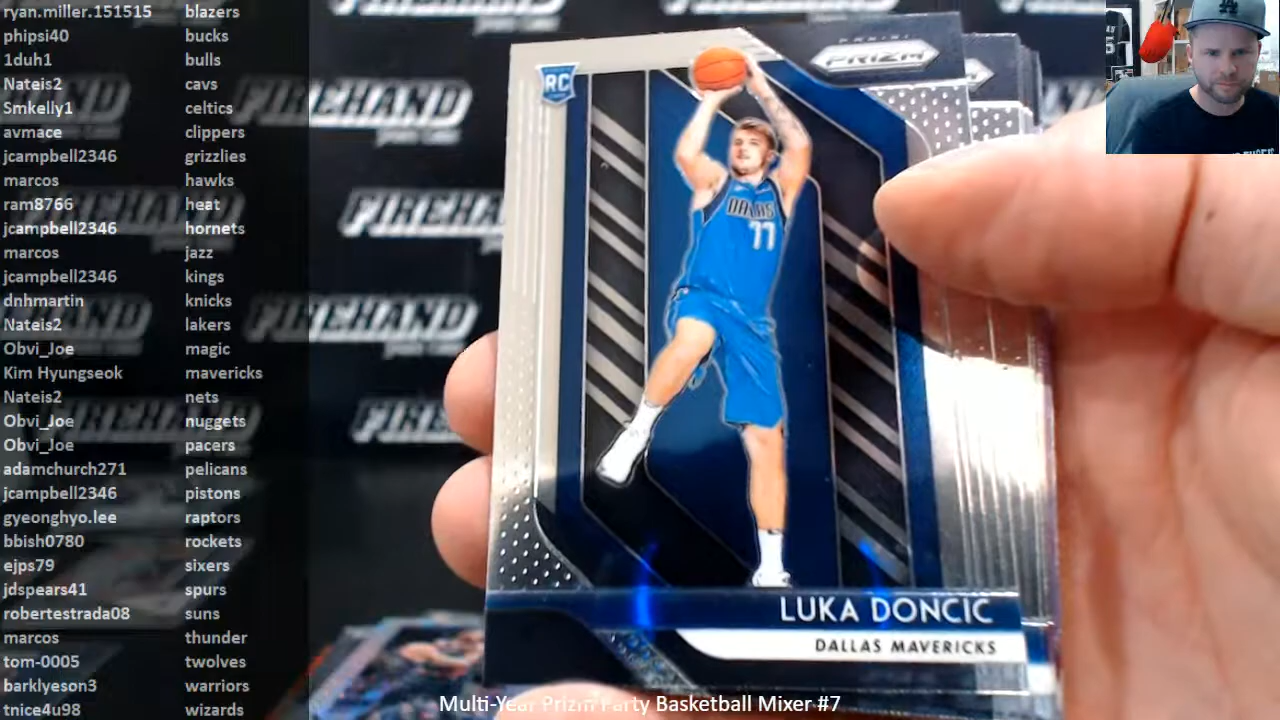 ryan.miller.151515 blazers
phipsi40 bucks
1duh1 bulls
Nateis2 cavs
Smkelly1 celtics
avmace clippers
jcampbell2346 grizzlies
marcos hawks
ram8766 heat
jcampbell2346 hornets
marcos jazz
jcampbell2346 kings
dnhmartin knicks
Nateis2 lakers
Obvi_Joe magic
Kim Hyungseok mavericks
Nateis2 nets
Obvi_Joe nuggets
Obvi_Joe pacers
adamchurch271 pelicans
jcampbell2346 pistons
gyeonghyo.lee raptors
bbish0780 rockets
ejps79 sixers
jdspears41 spurs
robertestrada08 suns
marcos thunder
tom-0005 twolves
barklyeson3 warriors
tnice4u98 wizards
FIREHAND
PANINI
PRIZM
RC
DALLAS
77
LUKA DONCIC
DALLAS MAVERICKS
LA
Multi-Year Prizm Party Basketball Mixer #7